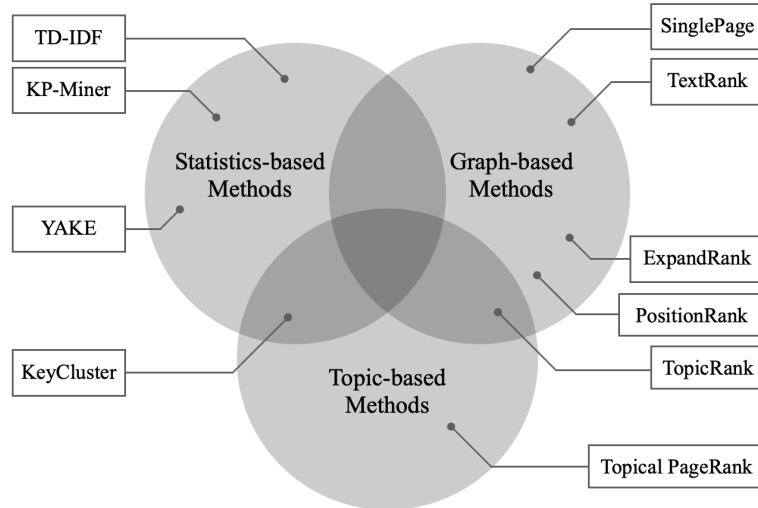 TD-IDF
KP-Miner
YAKE
KeyCluster
Statistics-based
Methods
Graph-based
Methods
Topic-based
Methods
SinglePage
TextRank
ExpandRank
PositionRank
TopicRank
Topical PageRank